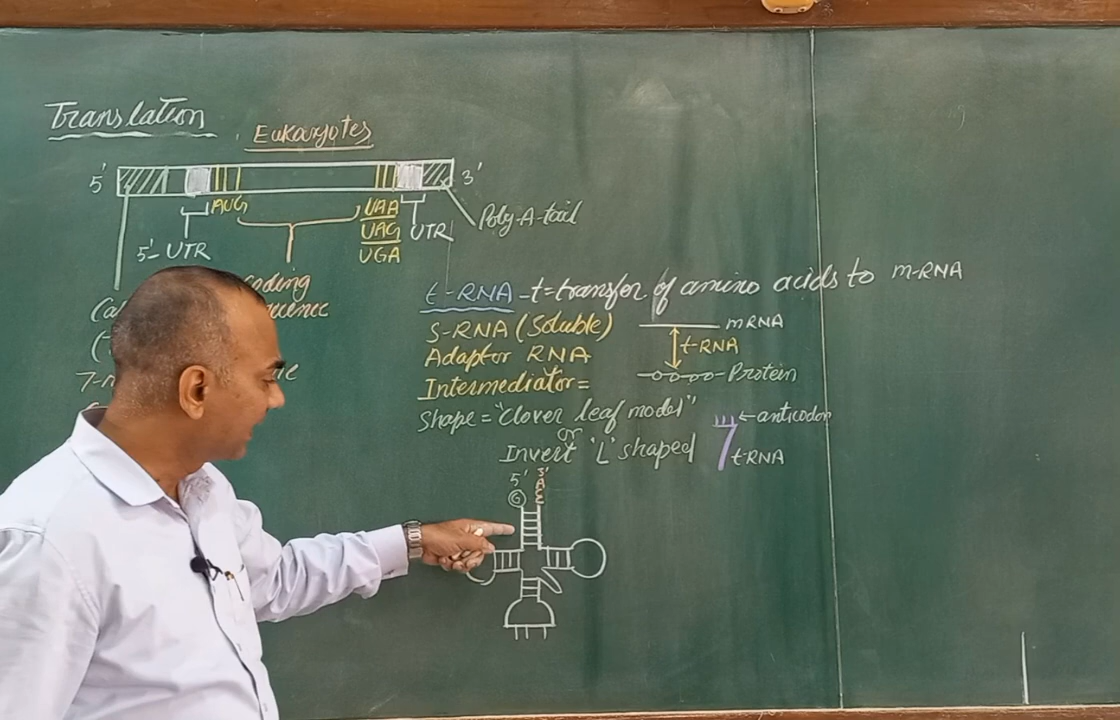 Translation
Eukaryotes
5' 3'
AUG UAA
UAG
UGA
5'- UTR UTR Poly-A-tail
t-RNA - t=transfer of amino acids to m-RNA
S-RNA (Soluble)
mRNA
Adaptor RNA
t-RNA
Intermediator=
Protein
Shape = "Clover leaf model"
or
Invert 'L' shaped
anticodon
t-RNA
5' 3'
G A
C
C